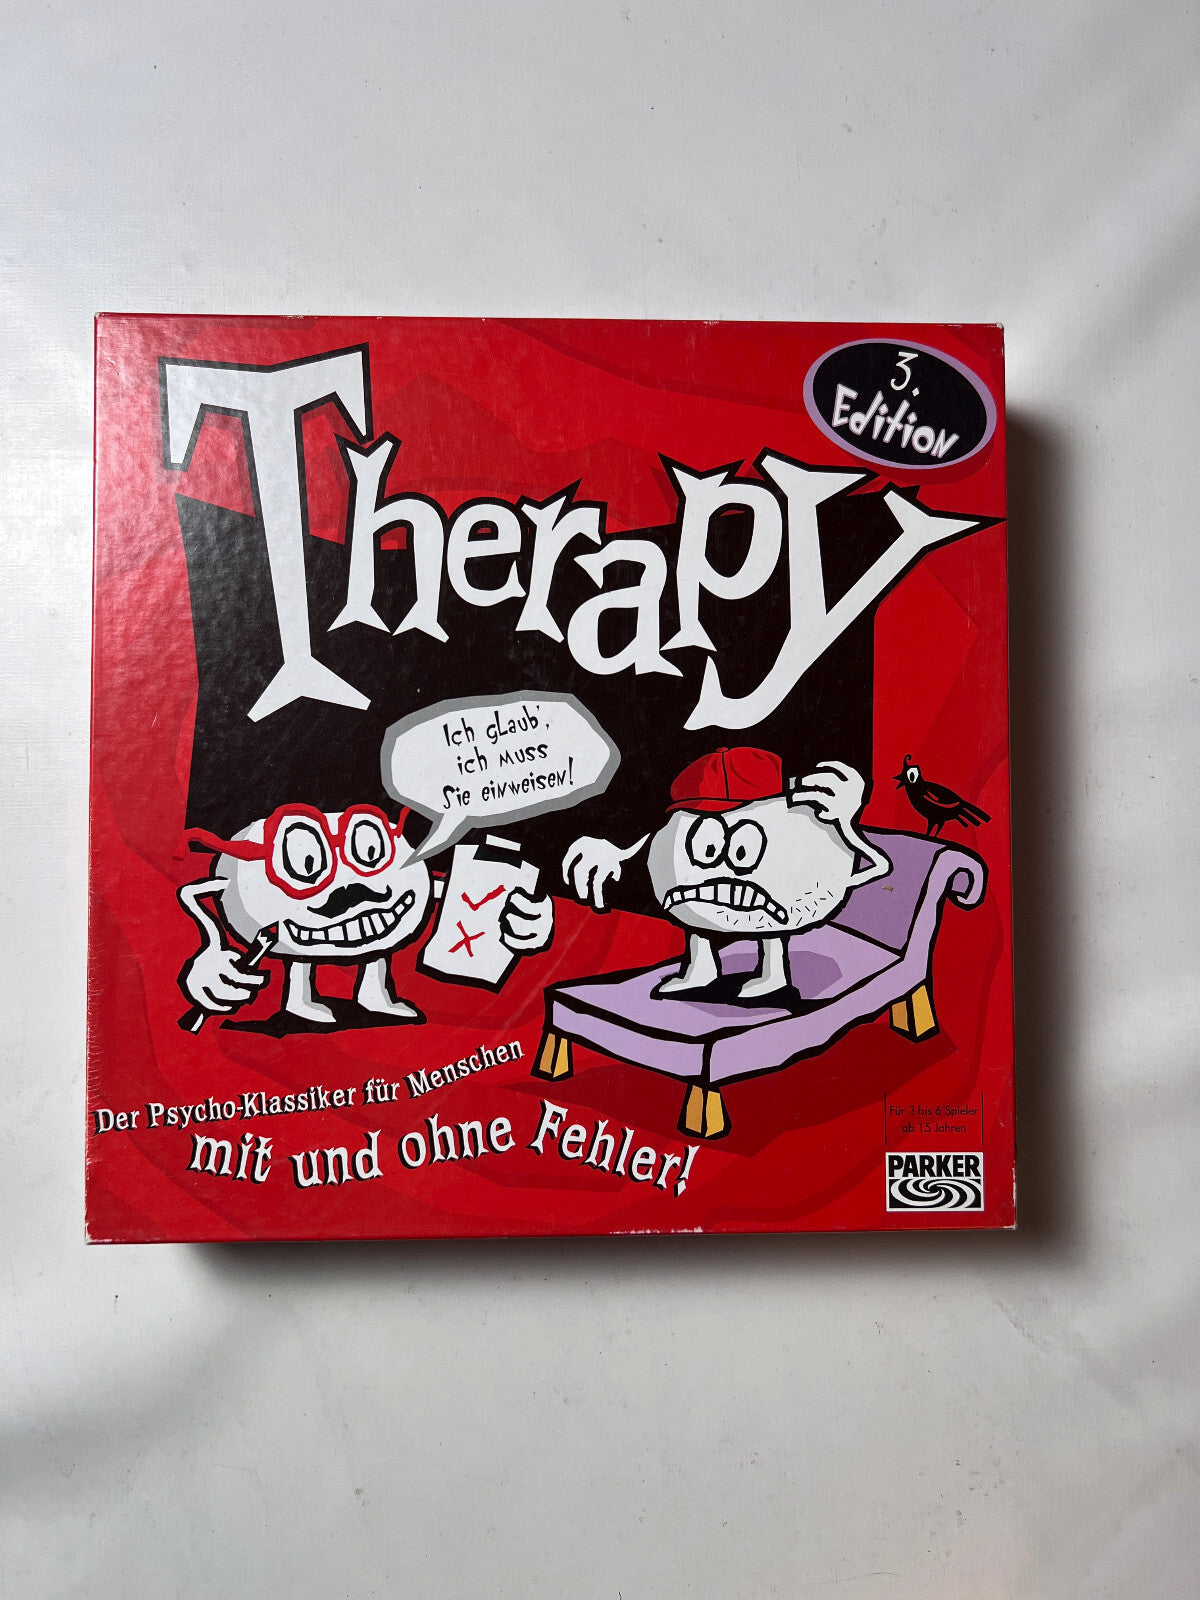 3.
Edition
Therapy
Ich glaub',
ich muss
Sie einweisen!
Der Psycho-Klassiker für Menschen
mit und ohne Fehler!
Für 3 bis 6 Spieler
ab 15 Jahren
PARKER